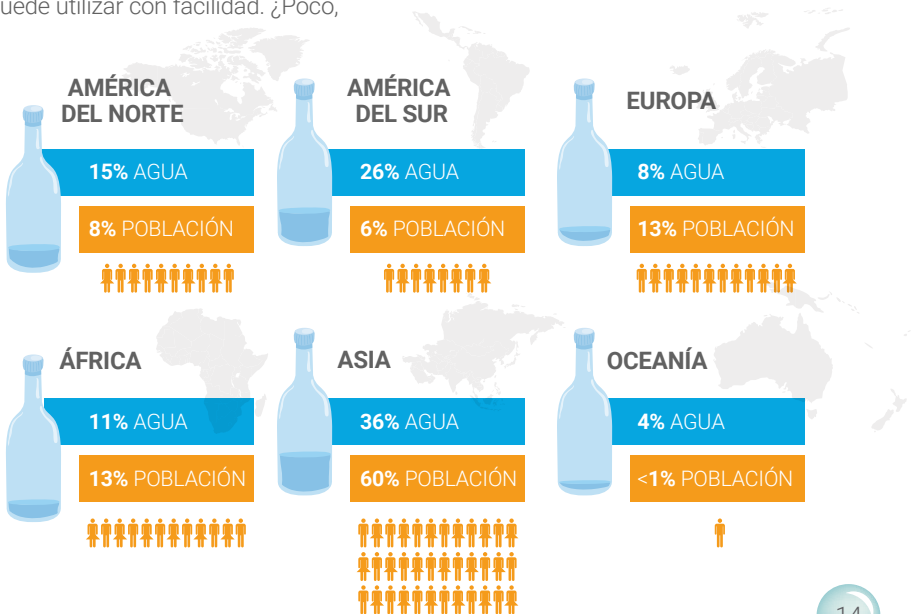 uede utilizar con facilidad. ¿Poco,
AMÉRICA
DEL NORTE
15% AGUA
8% POBLACIÓN
AMÉRICA
DEL SUR
26% AGUA
6% POBLACIÓN
EUROPA
8% AGUA
13% POBLACIÓN
ÁFRICA
11% AGUA
13% POBLACIÓN
ASIA
36% AGUA
60% POBLACIÓN
OCEANÍA
4% AGUA
<1% POBLACIÓN
14